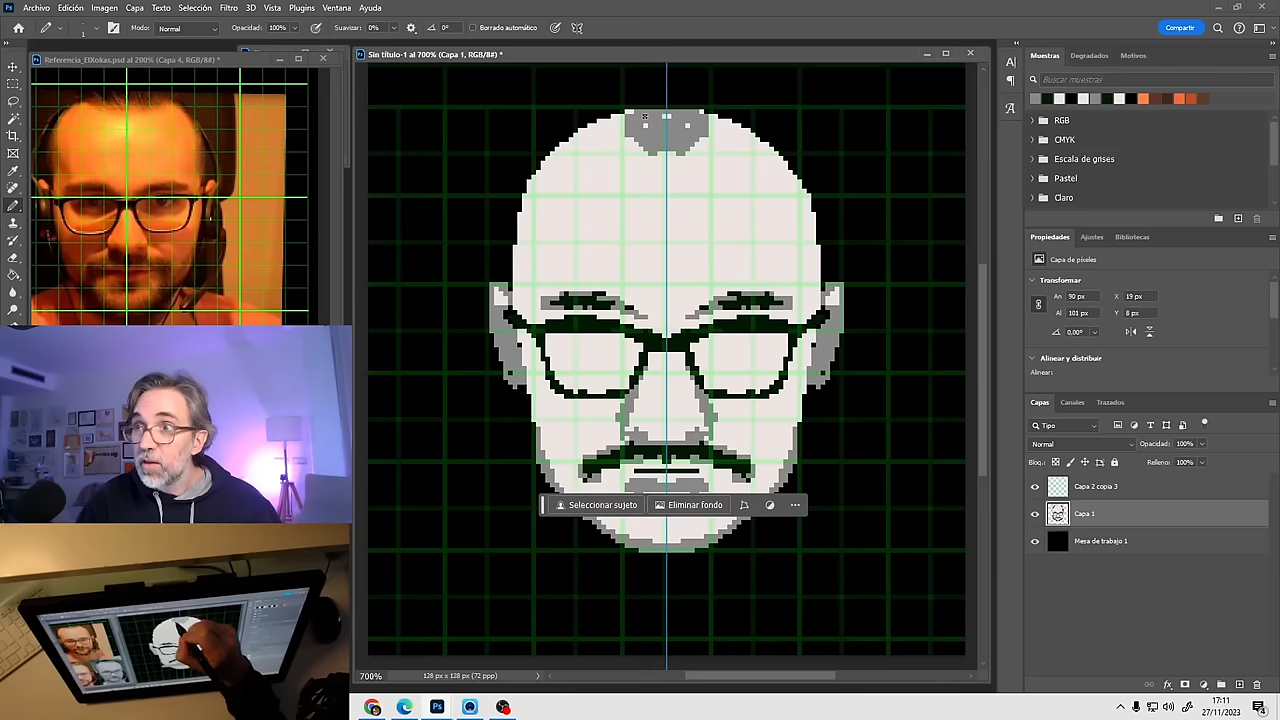 Archivo Edición Imagen Capa Texto Selección Filtro 3D Vista Plugins Ventana Ayuda
1 Modo: Normal Opacidad: 100% Suavizar: 0% 0° Borrado automático Compartir
Referencia_ElXokas.psd al 200% (Capa 4, RGB/8#) *
Sin título-1 al 700% (Capa 1, RGB/8#) *
Muestras Degradados Motivos
Buscar muestras
RGB
CMYK
Escala de grises
Pastel
Claro
Propiedades Ajustes Bibliotecas
Capa de píxeles
Transformar
An 90 px X 19 px
Al 101 px Y 8 px
0,00°
Alinear y distribuir
Alinear:
Capas Canales Trazados
Tipo
Normal Opacidad: 100%
Bloq.: Relleno: 100%
Capa 2 copia 3
Capa 1
Mesa de trabajo 1
Seleccionar sujeto Eliminar fondo
700% 128 px x 128 px (72 ppp)
17:11
27/11/2023
4